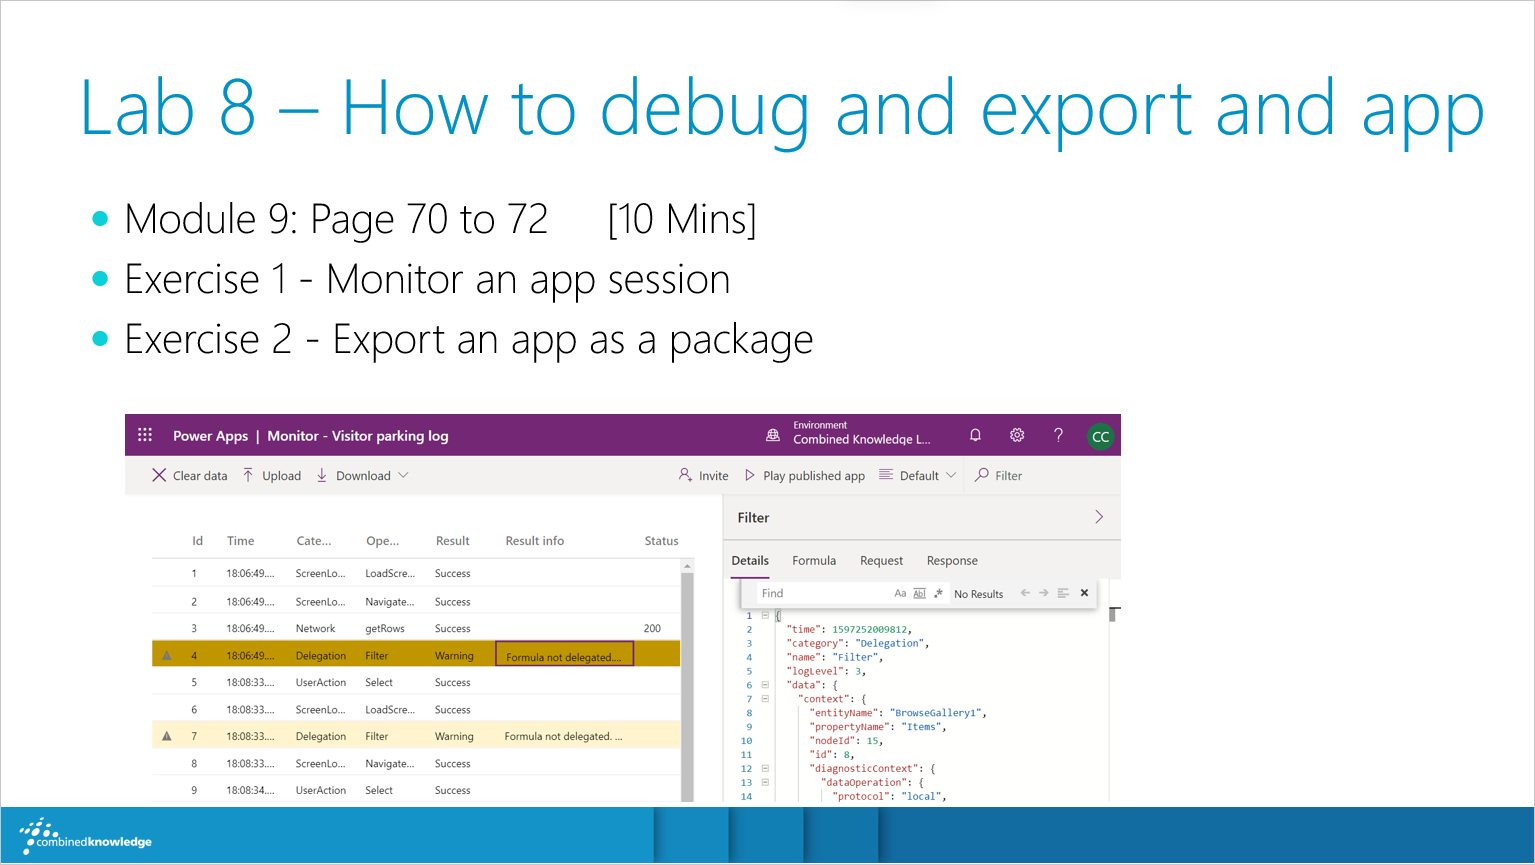 Lab 8 – How to debug and export and app
Module 9: Page 70 to 72 [10 Mins]
Exercise 1 - Monitor an app session
Exercise 2 - Export an app as a package
Power Apps | Monitor - Visitor parking log
Environment
Combined Knowledge L...
?
CC
Clear data Upload Download Invite Play published app Default Filter
Filter
Id Time Cate... Ope... Result Result info Status
Details Formula Request Response
1 18:06:49.... ScreenLo... LoadScre... Success
2 18:06:49.... ScreenLo... Navigate... Success
3 18:06:49.... Network getRows Success 200
4 18:06:49.... Delegation Filter Warning Formula not delegated....
5 18:08:33.... UserAction Select Success
6 18:08:33.... ScreenLo... LoadScre... Success
7 18:08:33.... Delegation Filter Warning Formula not delegated. ...
8 18:08:33.... ScreenLo... Navigate... Success
9 18:08:34.... UserAction Select Success
Find Aa Abl .* No Results
1 {
2 "time": 1597252009812,
3 "category": "Delegation",
4 "name": "Filter",
5 "logLevel": 3,
6 "data": {
7 "context": {
8 "entityName": "BrowseGallery1",
9 "propertyName": "Items",
10 "nodeId": 15,
11 "id": 8,
12 "diagnosticContext": {
13 "dataOperation": {
14 "protocol": "local",
combinedknowledge